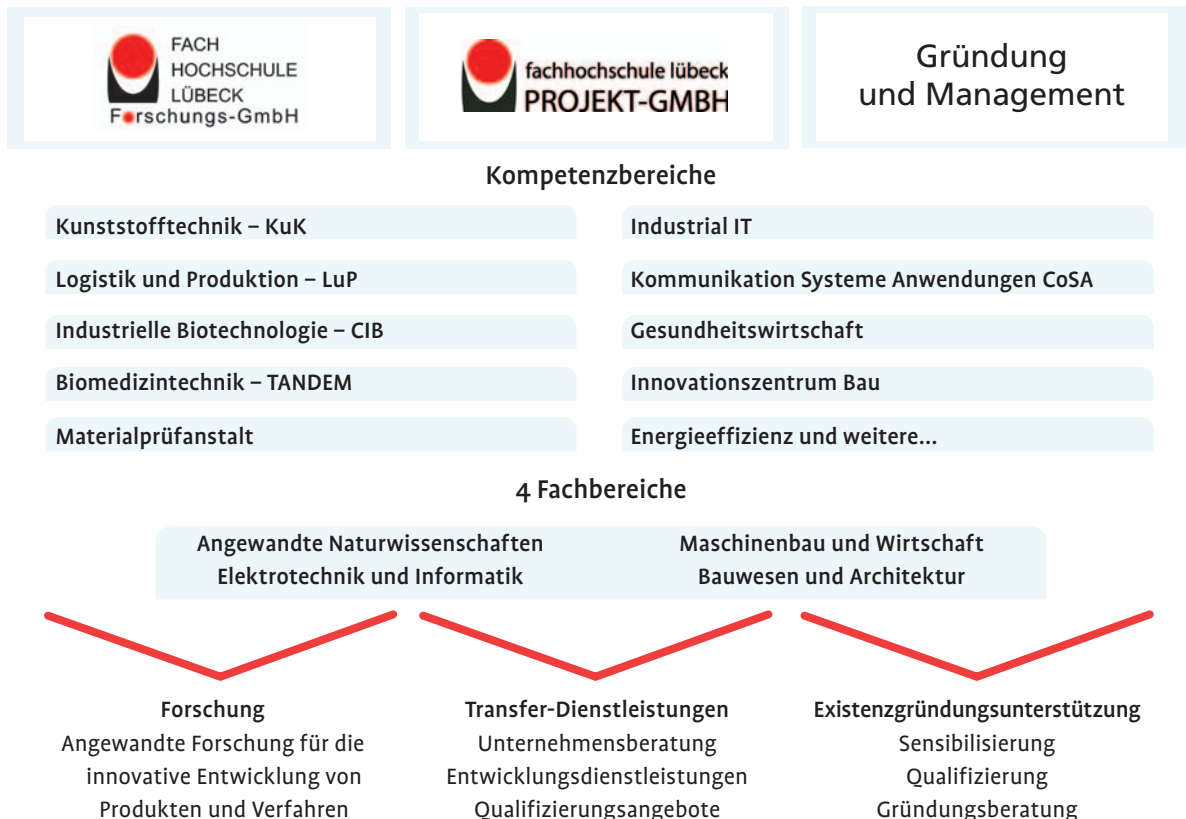 FACH
HOCHSCHULE
LÜBECK
Forschungs-GmbH
fachhochschule lübeck
PROJEKT-GMBH
Gründung
und Management
Kompetenzbereiche
Kunststofftechnik – KuK
Industrial IT
Logistik und Produktion – LuP
Kommunikation Systeme Anwendungen CoSA
Industrielle Biotechnologie – CIB
Gesundheitswirtschaft
Biomedizintechnik – TANDEM
Innovationszentrum Bau
Materialprüfanstalt
Energieeffizienz und weitere...
4 Fachbereiche
Angewandte Naturwissenschaften
Maschinenbau und Wirtschaft
Elektrotechnik und Informatik
Bauwesen und Architektur
Forschung
Angewandte Forschung für die
innovative Entwicklung von
Produkten und Verfahren
Transfer-Dienstleistungen
Unternehmensberatung
Entwicklungsdienstleistungen
Qualifizierungsangebote
Existenzgründungsunterstützung
Sensibilisierung
Qualifizierung
Gründungsberatung